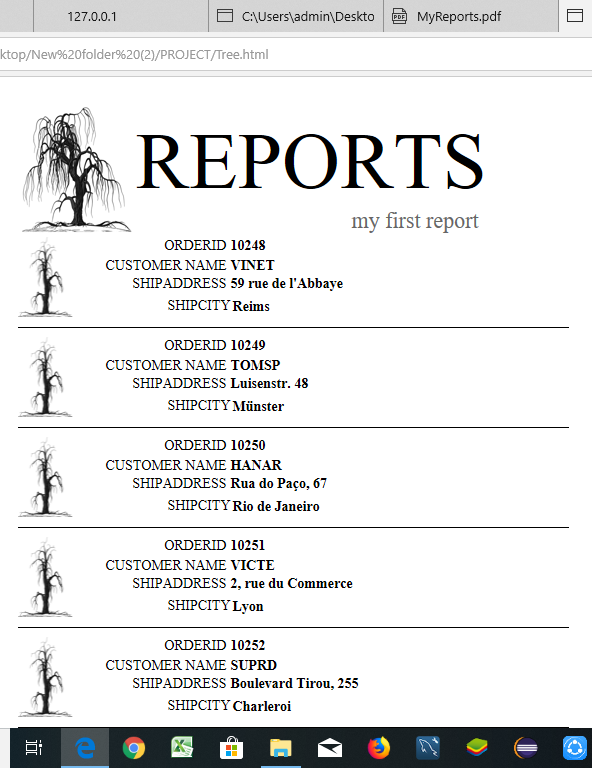 127.0.0.1
C:\Users\admin\Deskto
MyReports.pdf
ktop/New%20folder%20(2)/PROJECT/Tree.html
REPORTS
my first report
ORDERID 10248
CUSTOMER NAME VINET
SHIPADDRESS 59 rue de l'Abbaye
SHIPCITY Reims
ORDERID 10249
CUSTOMER NAME TOMSP
SHIPADDRESS Luisenstr. 48
SHIPCITY Münster
ORDERID 10250
CUSTOMER NAME HANAR
SHIPADDRESS Rua do Paço, 67
SHIPCITY Rio de Janeiro
ORDERID 10251
CUSTOMER NAME VICTE
SHIPADDRESS 2, rue du Commerce
SHIPCITY Lyon
ORDERID 10252
CUSTOMER NAME SUPRD
SHIPADDRESS Boulevard Tirou, 255
SHIPCITY Charleroi